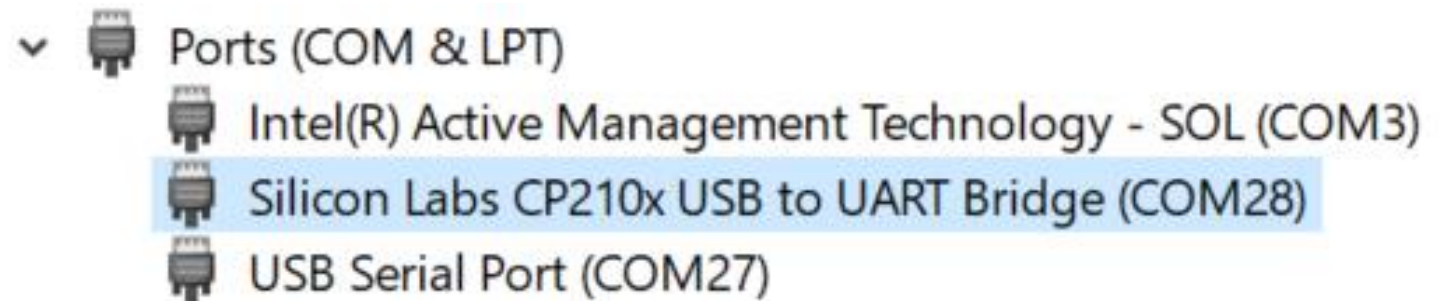 Ports (COM & LPT)
Intel(R) Active Management Technology - SOL (COM3)
Silicon Labs CP210x USB to UART Bridge (COM28)
USB Serial Port (COM27)